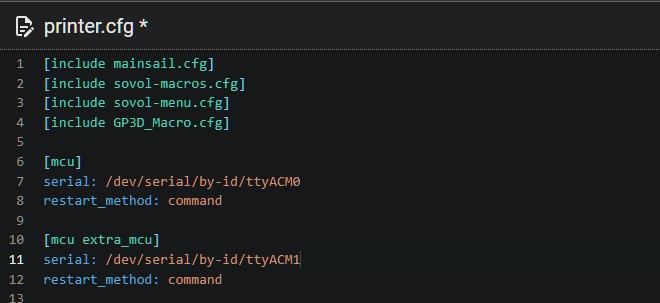 printer.cfg *
1 [include mainsail.cfg]
2 [include sovol-macros.cfg]
3 [include sovol-menu.cfg]
4 [include GP3D_Macro.cfg]
5
6 [mcu]
7 serial: /dev/serial/by-id/ttyACM0
8 restart_method: command
9
10 [mcu extra_mcu]
11 serial: /dev/serial/by-id/ttyACM1
12 restart_method: command
13